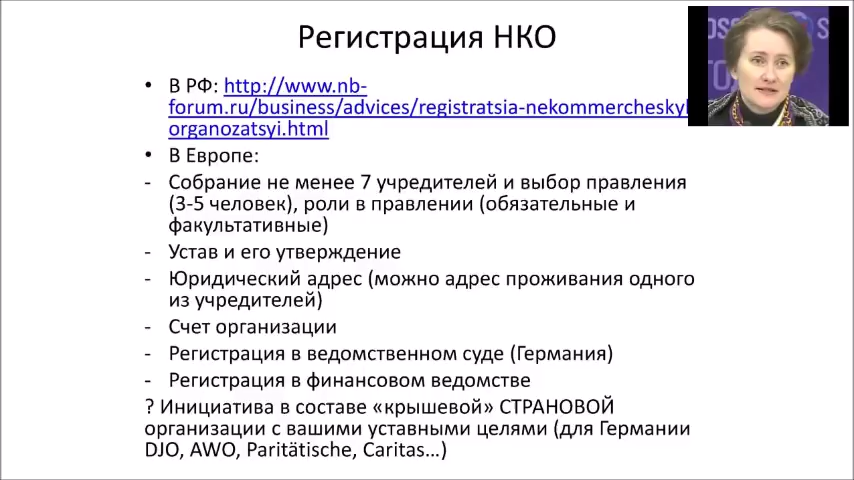 Регистрация НКО
• В РФ: http://www.nb-
forum.ru/business/advices/registratsia-nekommercheskyh
organozatsyi.html
• В Европе:
- Собрание не менее 7 учредителей и выбор правления
(3-5 человек), роли в правлении (обязательные и
факультативные)
- Устав и его утверждение
- Юридический адрес (можно адрес проживания одного
из учредителей)
- Счет организации
- Регистрация в ведомственном суде (Германия)
- Регистрация в финансовом ведомстве
? Инициатива в составе «крышевой» СТРАНОВОЙ
организации с вашими уставными целями (для Германии
DJO, AWO, Paritätische, Caritas…)